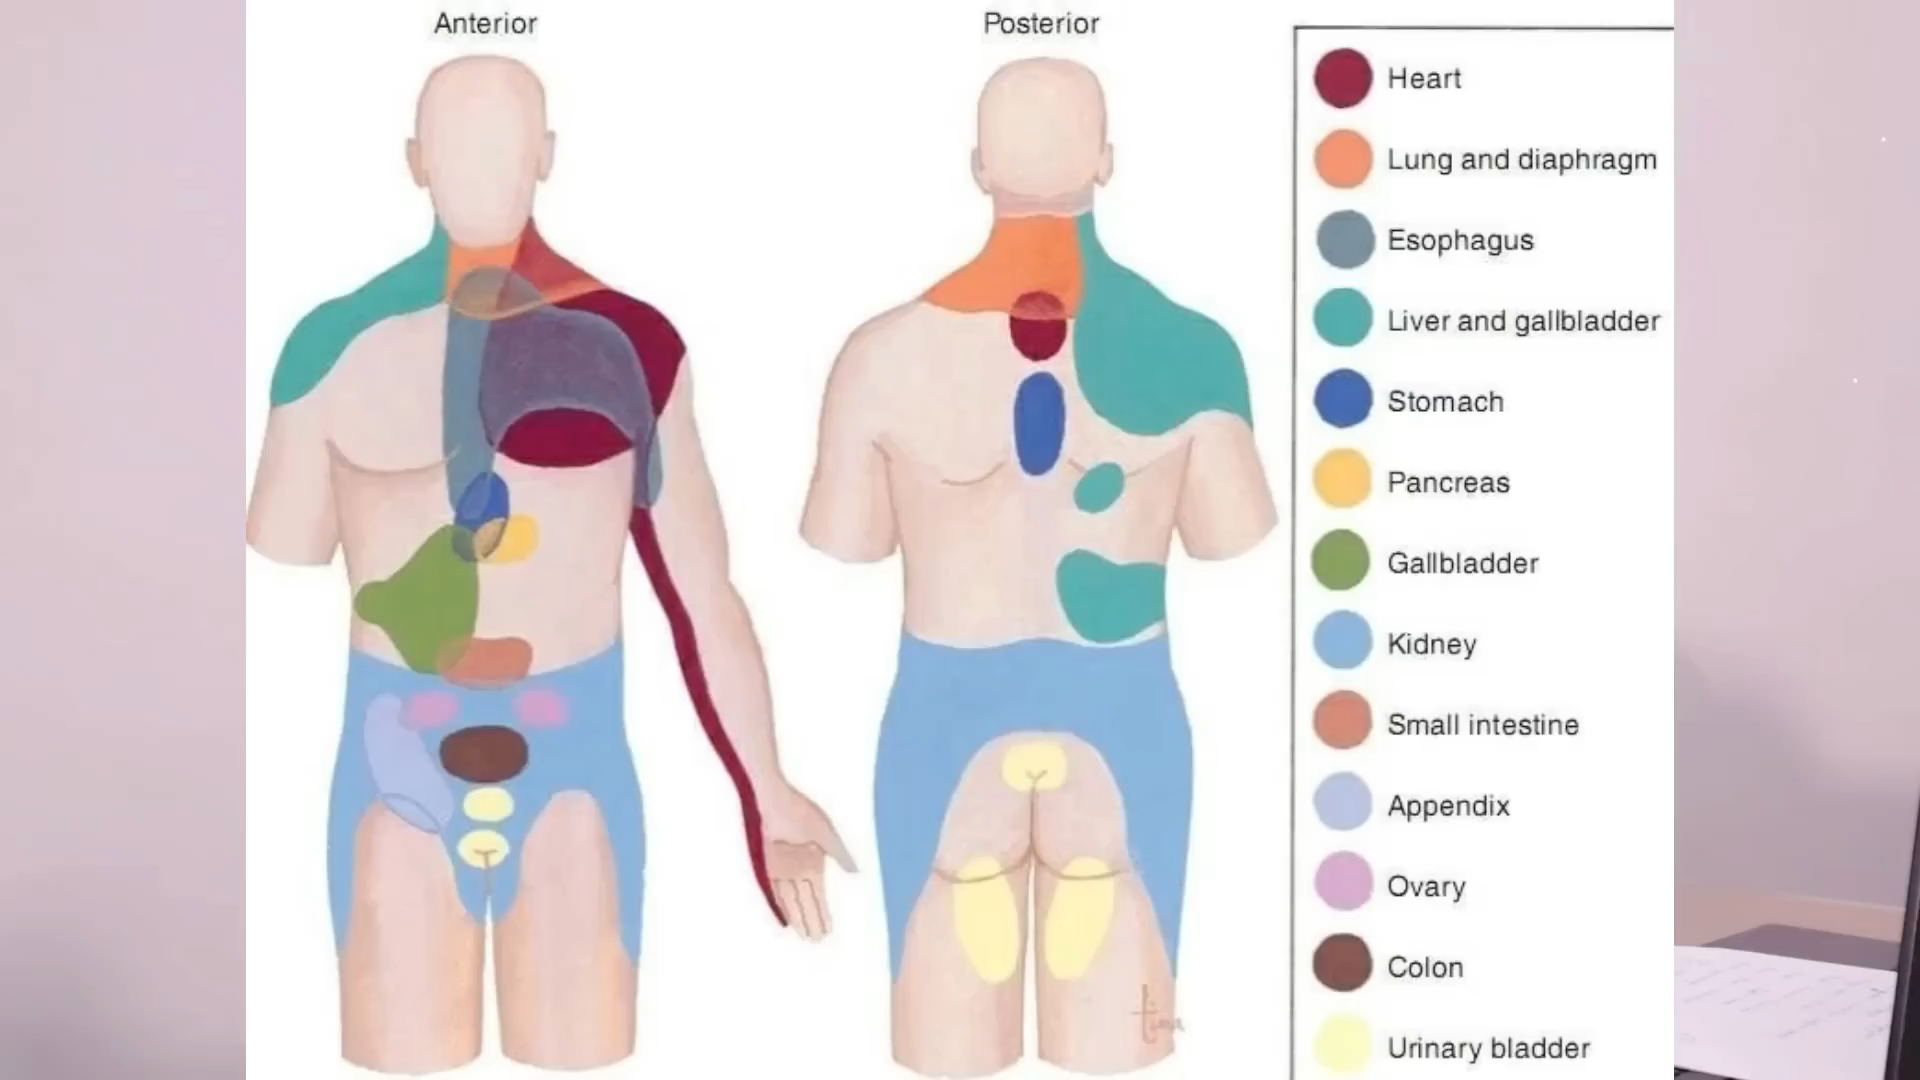 Anterior
Posterior
Heart
Lung and diaphragm
Esophagus
Liver and gallbladder
Stomach
Pancreas
Gallbladder
Kidney
Small intestine
Appendix
Ovary
Colon
Urinary bladder